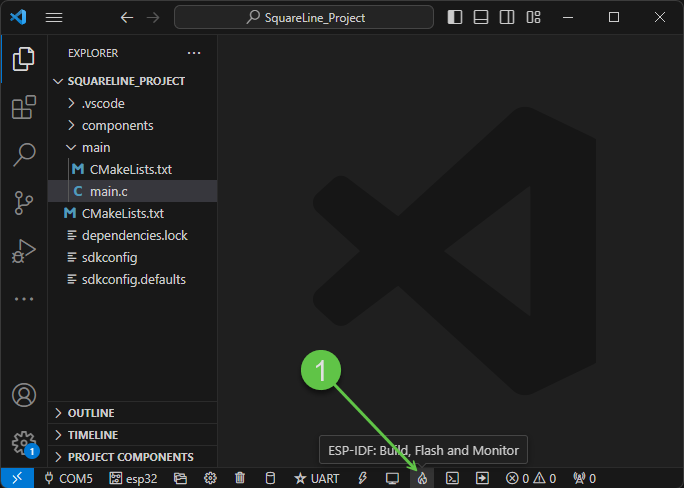 SquareLine_Project
EXPLORER
SQUARELINE_PROJECT
.vscode
components
main
M CMakeLists.txt
C main.c
M CMakeLists.txt
dependencies.lock
sdkconfig
sdkconfig.defaults
1
OUTLINE
TIMELINE
PROJECT COMPONENTS
1
ESP-IDF: Build, Flash and Monitor
COM5 esp32 UART 0 0 0